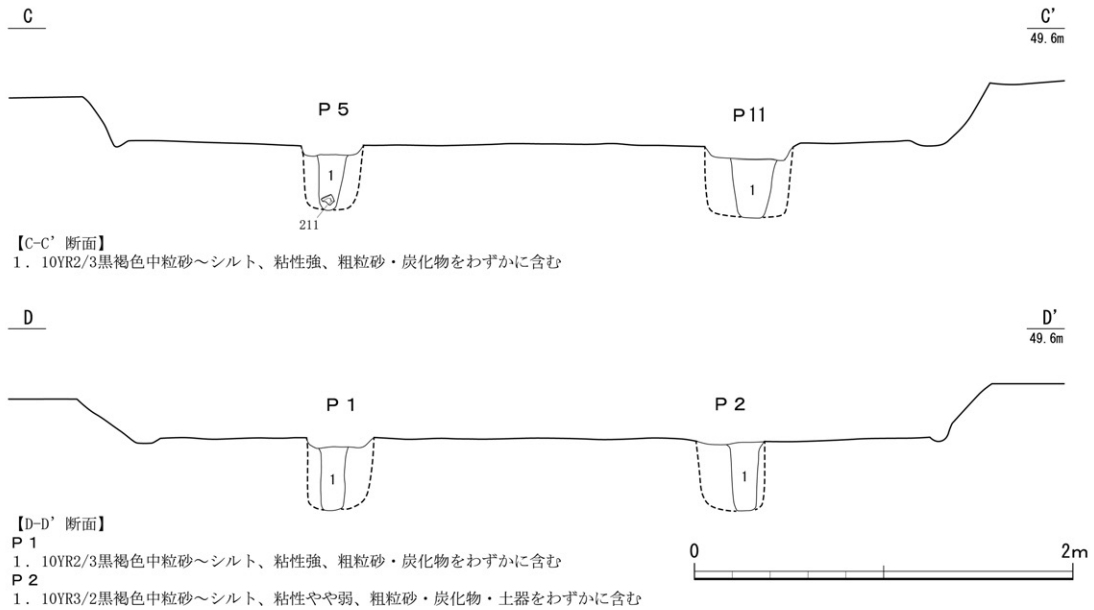 C
C'
49.6m
P 5
P11
1
1
211
【C-C’断面】
1. 10YR2/3黒褐色中粒砂～シルト、粘性強、粗粒砂・炭化物をわずかに含む
D
D'
49.6m
P 1
P 2
1
1
【D-D’断面】
P 1
1. 10YR2/3黒褐色中粒砂～シルト、粘性強、粗粒砂・炭化物をわずかに含む
P 2
1. 10YR3/2黒褐色中粒砂～シルト、粘性やや弱、粗粒砂・炭化物・土器をわずかに含む
0
2m